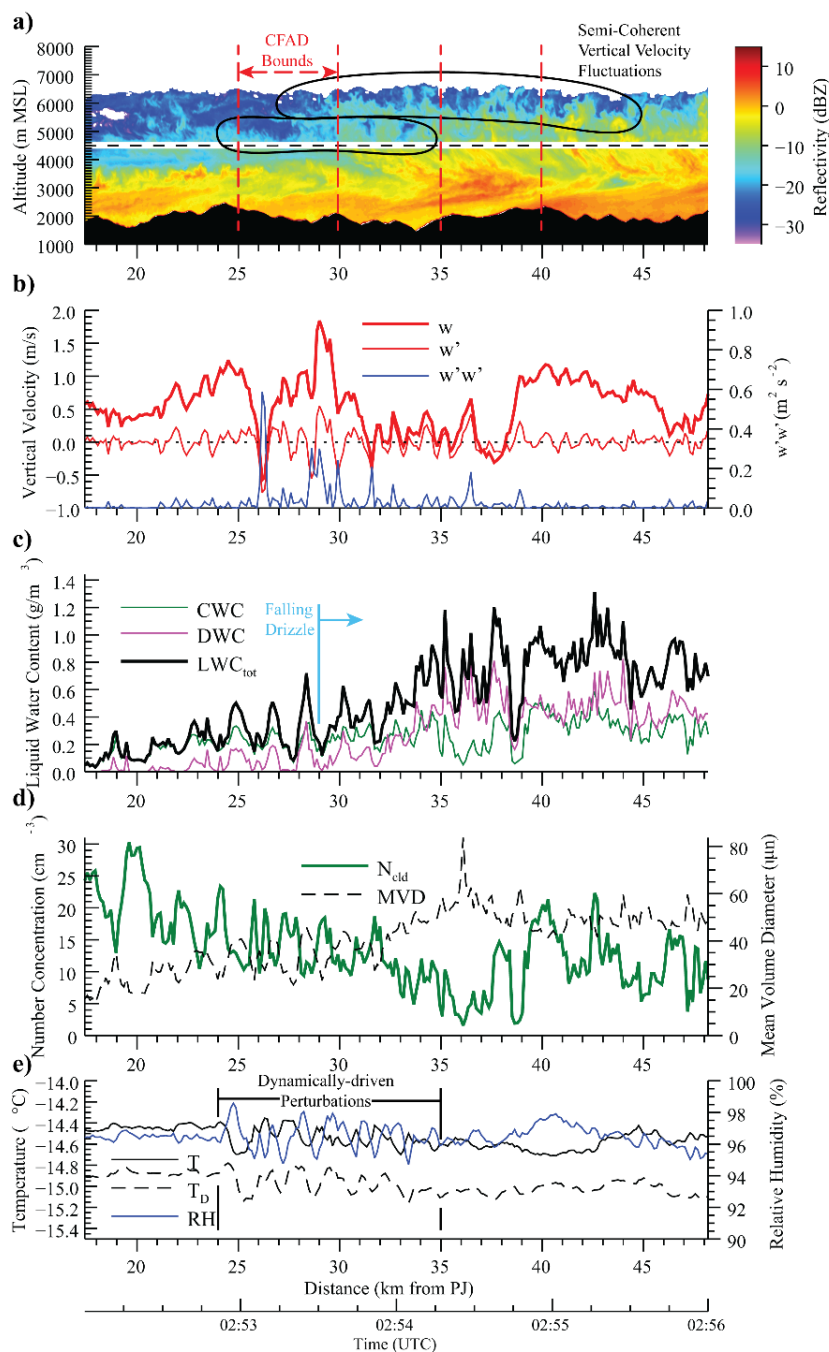 a)
8000
7000
6000
5000
4000
3000
2000
1000
Altitude (m MSL)
CFAD
Bounds
Semi-Coherent
Vertical Velocity
Fluctuations
10
0
−10
−20
−30
Reflectivity (dBZ)
20 25 30 35 40 45
b)
2.0
1.5
1.0
0.5
0.0
−0.5
−1.0
Vertical Velocity (m/s)
w
w'
w'w'
1.0
0.8
0.6
0.4
0.2
0.0
w'w' (m² s⁻²)
20 25 30 35 40 45
c)
1.4
1.2
1.0
0.8
0.6
0.4
0.2
0.0
Liquid Water Content (g/m³)
CWC
DWC
LWCtot
Falling
Drizzle
20 25 30 35 40 45
d)
30
25
20
15
10
5
0
Number Concentration (cm⁻³)
Ncld
MVD
80
60
40
20
0
Mean Volume Diameter (µm)
20 25 30 35 40 45
e)
−14.0
−14.2
−14.6
−14.8
−15.0
−15.4
Temperature ( °C)
Dynamically-driven
Perturbations
T
TD
RH
100
98
96
94
92
90
Relative Humidity (%)
20 25 30 35 40 45
Distance (km from PJ)
02:53 02:54 02:55 02:56
Time (UTC)